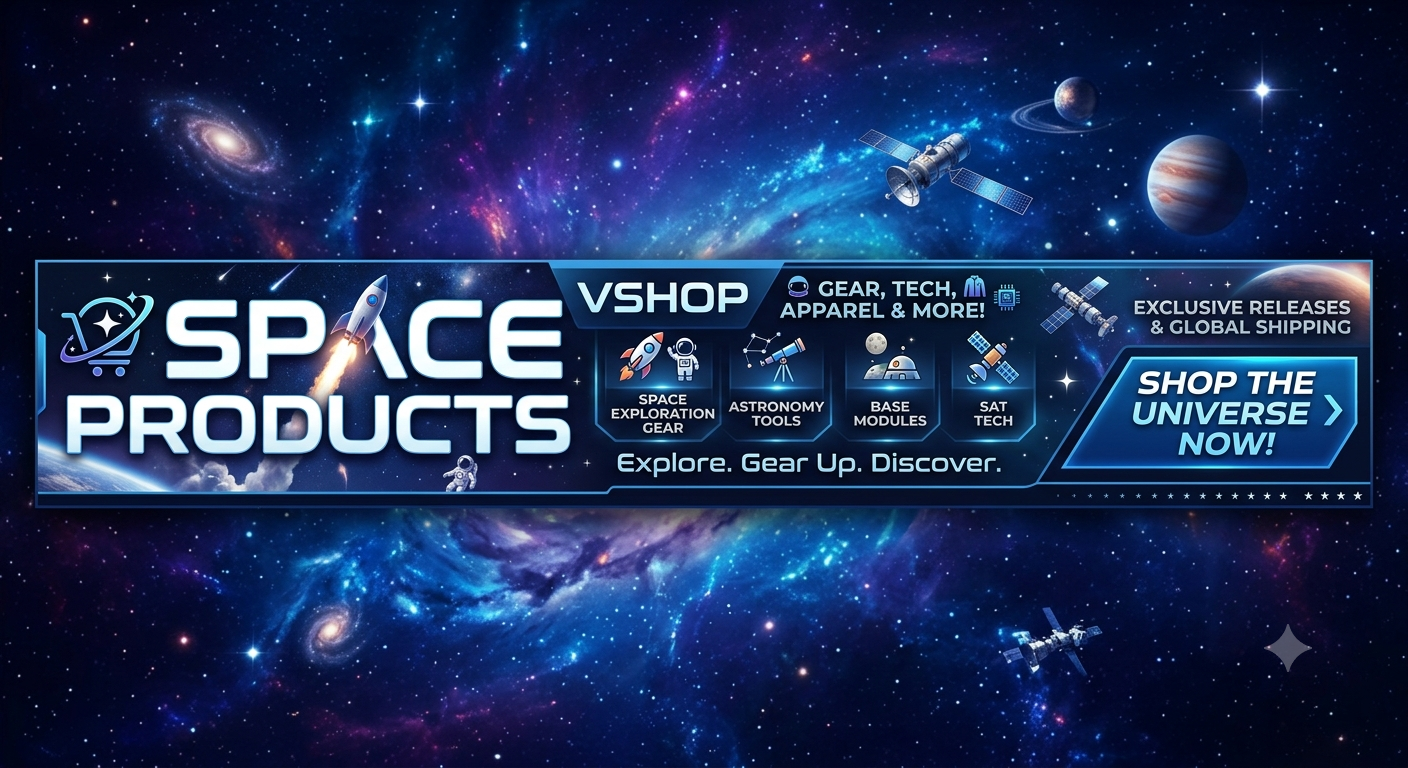 SPACE
PRODUCTS
VSHOP
GEAR, TECH,
APPAREL & MORE!
SPACE
EXPLORATION
GEAR
ASTRONOMY
TOOLS
BASE
MODULES
SAT
TECH
Explore. Gear Up. Discover.
EXCLUSIVE RELEASES
& GLOBAL SHIPPING
SHOP THE
UNIVERSE
NOW!